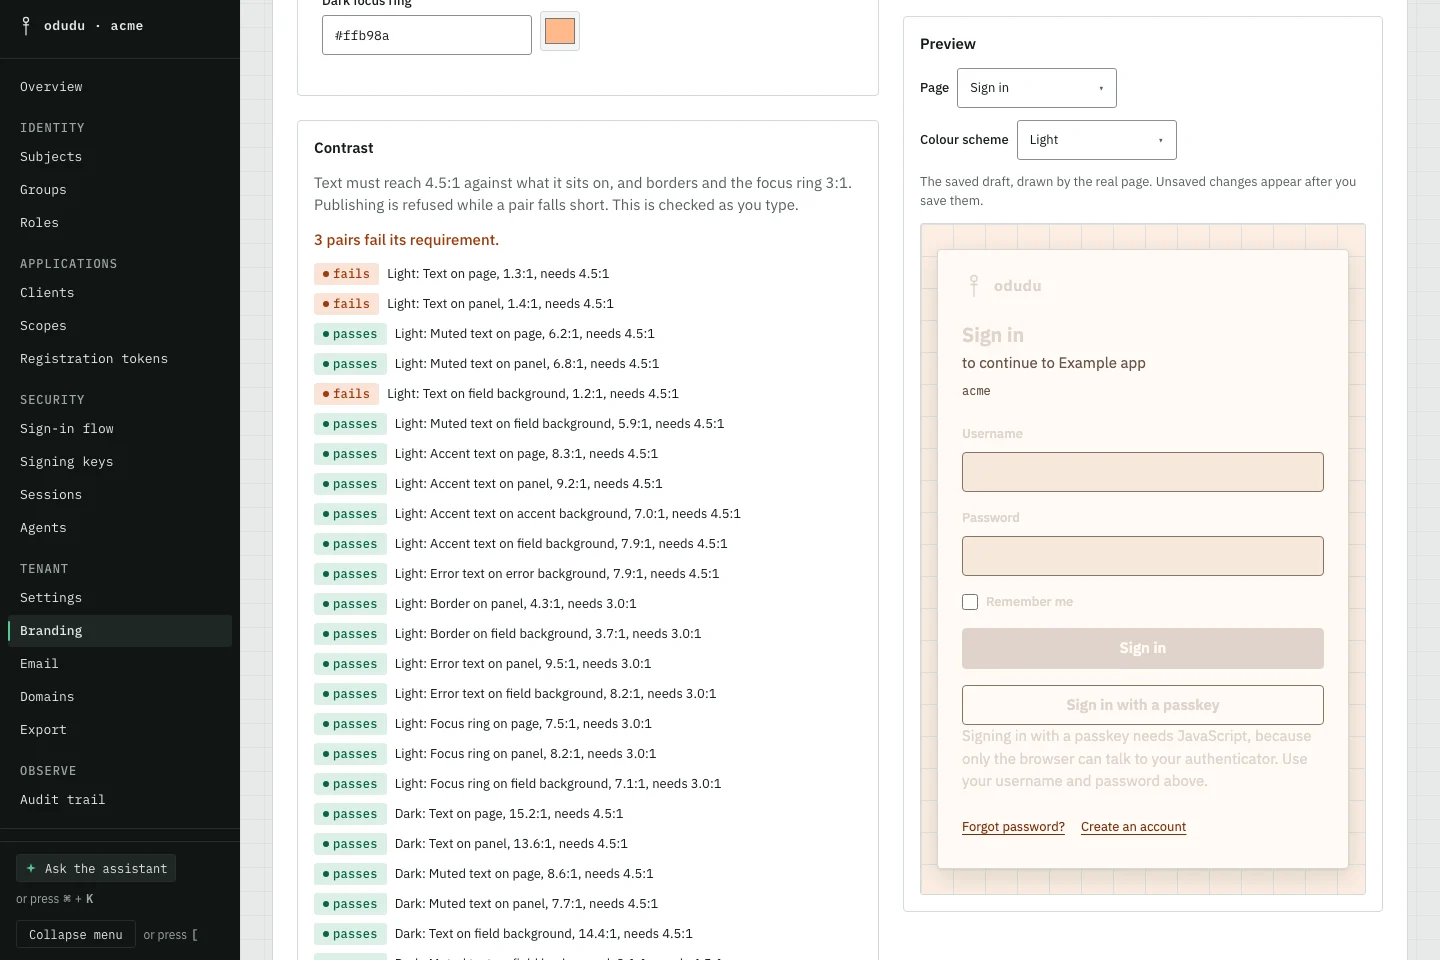 odudu · acme
Overview
IDENTITY
Subjects
Groups
Roles
APPLICATIONS
Clients
Scopes
Registration tokens
SECURITY
Sign-in flow
Signing keys
Sessions
Agents
TENANT
Settings
Branding
Email
Domains
Export
OBSERVE
Audit trail
Ask the assistant
or press ⌘ + K
Collapse menu or press [
Dark focus ring
#ffb98a
Contrast
Text must reach 4.5:1 against what it sits on, and borders and the focus ring 3:1.
Publishing is refused while a pair falls short. This is checked as you type.
3 pairs fail its requirement.
fails Light: Text on page, 1.3:1, needs 4.5:1
fails Light: Text on panel, 1.4:1, needs 4.5:1
passes Light: Muted text on page, 6.2:1, needs 4.5:1
passes Light: Muted text on panel, 6.8:1, needs 4.5:1
fails Light: Text on field background, 1.2:1, needs 4.5:1
passes Light: Muted text on field background, 5.9:1, needs 4.5:1
passes Light: Accent text on page, 8.3:1, needs 4.5:1
passes Light: Accent text on panel, 9.2:1, needs 4.5:1
passes Light: Accent text on accent background, 7.0:1, needs 4.5:1
passes Light: Accent text on field background, 7.9:1, needs 4.5:1
passes Light: Error text on error background, 7.9:1, needs 4.5:1
passes Light: Border on panel, 4.3:1, needs 3.0:1
passes Light: Border on field background, 3.7:1, needs 3.0:1
passes Light: Error text on panel, 9.5:1, needs 3.0:1
passes Light: Error text on field background, 8.2:1, needs 3.0:1
passes Light: Focus ring on page, 7.5:1, needs 3.0:1
passes Light: Focus ring on panel, 8.2:1, needs 3.0:1
passes Light: Focus ring on field background, 7.1:1, needs 3.0:1
passes Dark: Text on page, 15.2:1, needs 4.5:1
passes Dark: Text on panel, 13.6:1, needs 4.5:1
passes Dark: Muted text on page, 8.6:1, needs 4.5:1
passes Dark: Muted text on panel, 7.7:1, needs 4.5:1
passes Dark: Text on field background, 14.4:1, needs 4.5:1
Preview
Page Sign in
Colour scheme Light
The saved draft, drawn by the real page. Unsaved changes appear after you
save them.
odudu
Sign in
to continue to Example app
acme
Username
Password
Remember me
Sign in
Sign in with a passkey
Signing in with a passkey needs JavaScript, because
only the browser can talk to your authenticator. Use
your username and password above.
Forgot password? Create an account